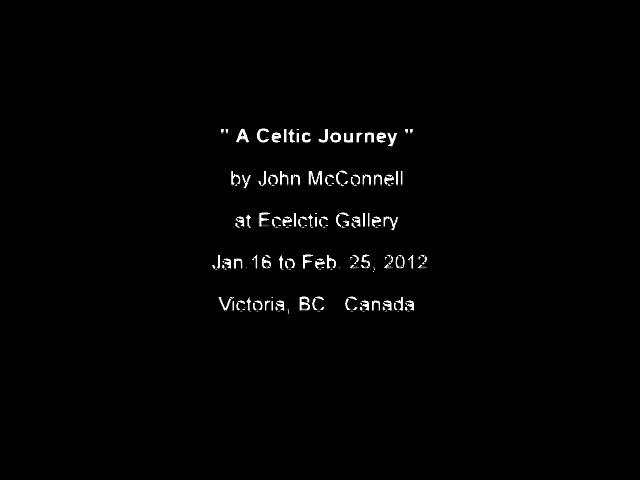 " A Celtic Journey "
by John McConnell
at Ecelctic Gallery
Jan.16 to Feb. 25, 2012
Victoria, BC Canada